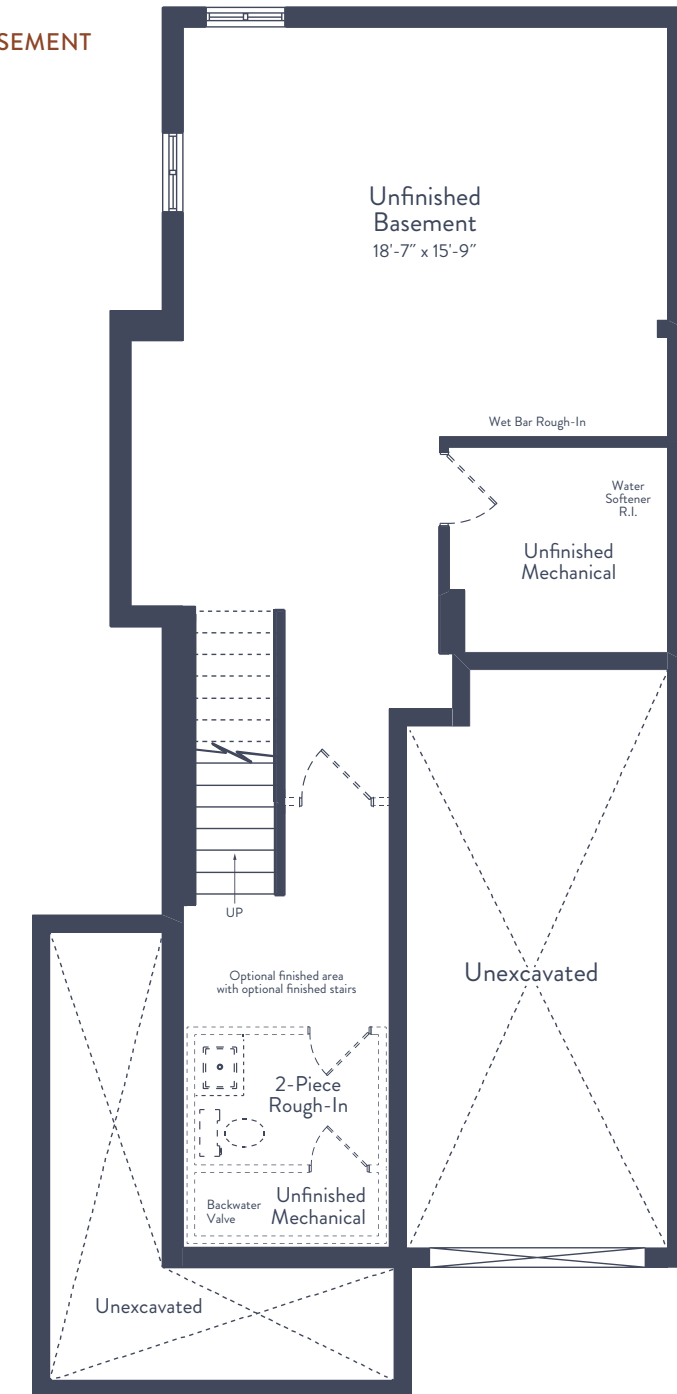 SEMENT
Unfinished
Basement
18'-7″ x 15'-9″
Wet Bar Rough-In
Water
Softener
R.I.
Unfinished
Mechanical
UP
Optional finished area
with optional finished stairs
Unexcavated
2-Piece
Rough-In
Backwater
Valve
Unfinished
Mechanical
Unexcavated